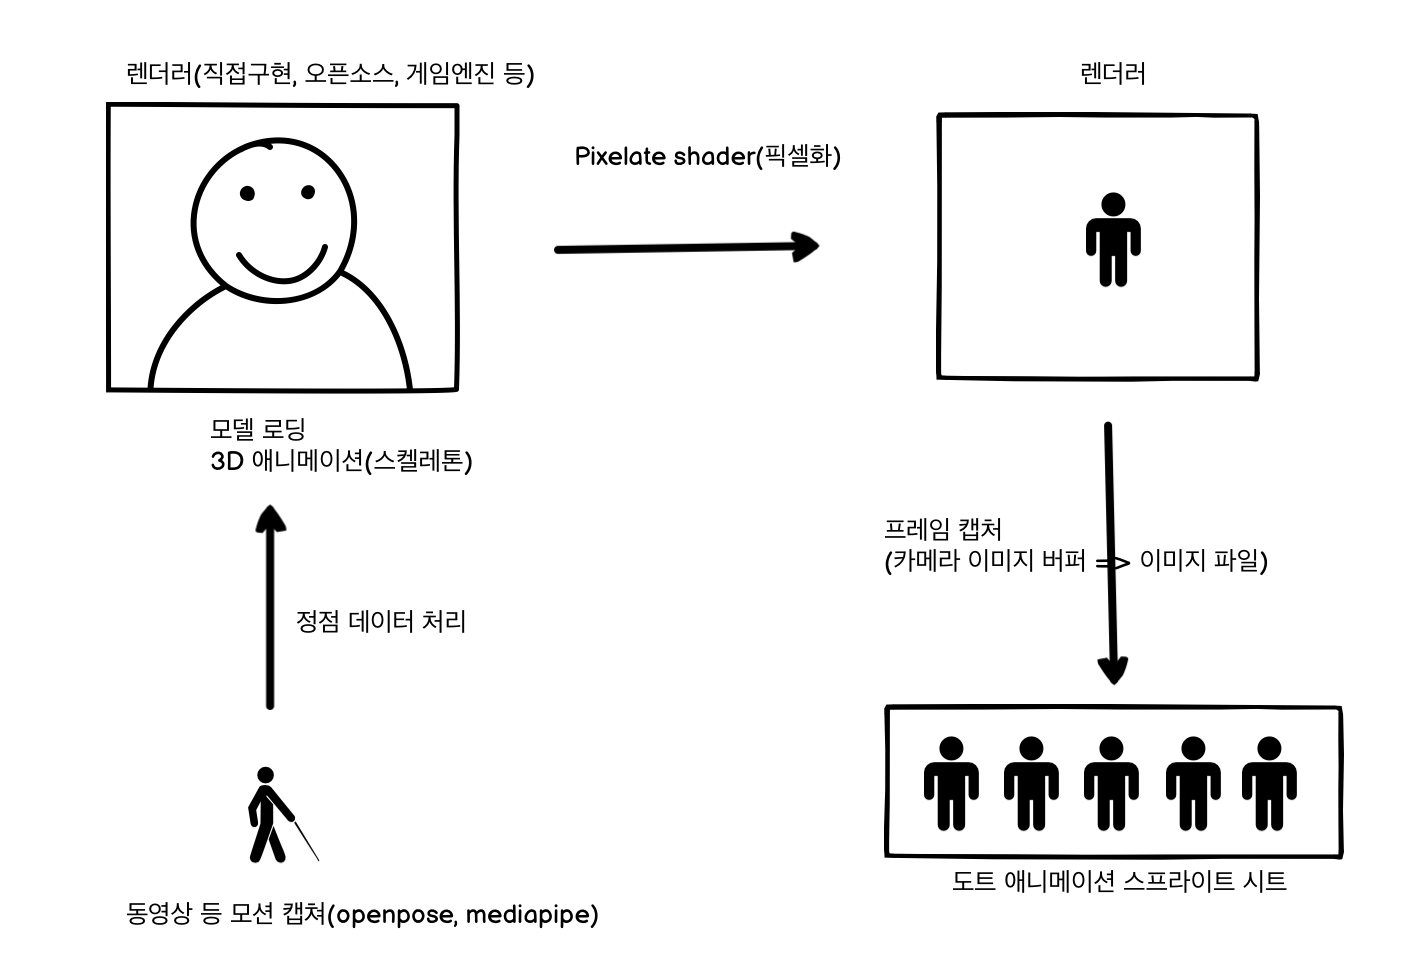 렌더러(직접구현, 오픈소스, 게임엔진 등)
렌더러
Pixelate shader(픽셀화)
모델 로딩
3D 애니메이션(스켈레톤)
프레임 캡처
(카메라 이미지 버퍼 => 이미지 파일)
정점 데이터 처리
도트 애니메이션 스프라이트 시트
동영상 등 모션 캡쳐(openpose, mediapipe)